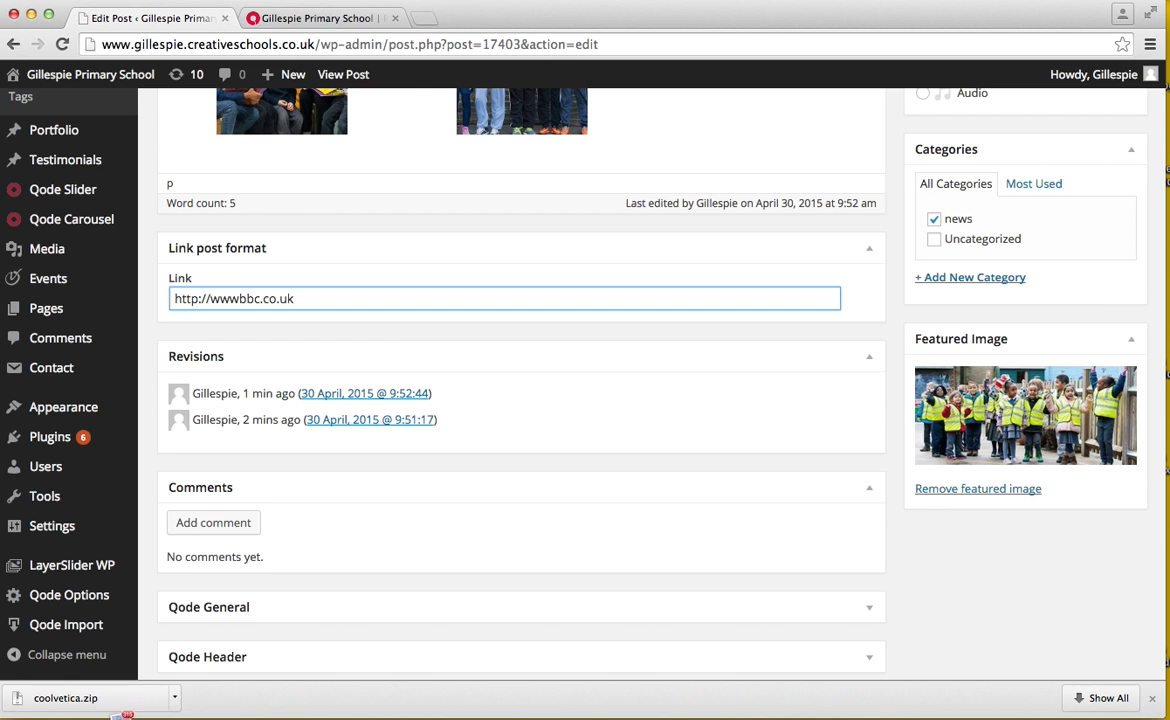 Edit Post ‹ Gillespie Primar
Gillespie Primary School |
www.gillespie.creativeschools.co.uk/wp-admin/post.php?post=17403&action=edit
Gillespie Primary School
10
0
New
View Post
Howdy, Gillespie
Tags
Portfolio
Testimonials
Qode Slider
Qode Carousel
Media
Events
Pages
Comments
Contact
Appearance
Plugins 6
Users
Tools
Settings
LayerSlider WP
Qode Options
Qode Import
Collapse menu
p
Word count: 5
Last edited by Gillespie on April 30, 2015 at 9:52 am
Link post format
Link
http://wwwbbc.co.uk
Revisions
Gillespie, 1 min ago (30 April, 2015 @ 9:52:44)
Gillespie, 2 mins ago (30 April, 2015 @ 9:51:17)
Comments
Add comment
No comments yet.
Qode General
Qode Header
Audio
Categories
All Categories
Most Used
news
Uncategorized
+ Add New Category
Featured Image
Remove featured image
coolvetica.zip
Show All